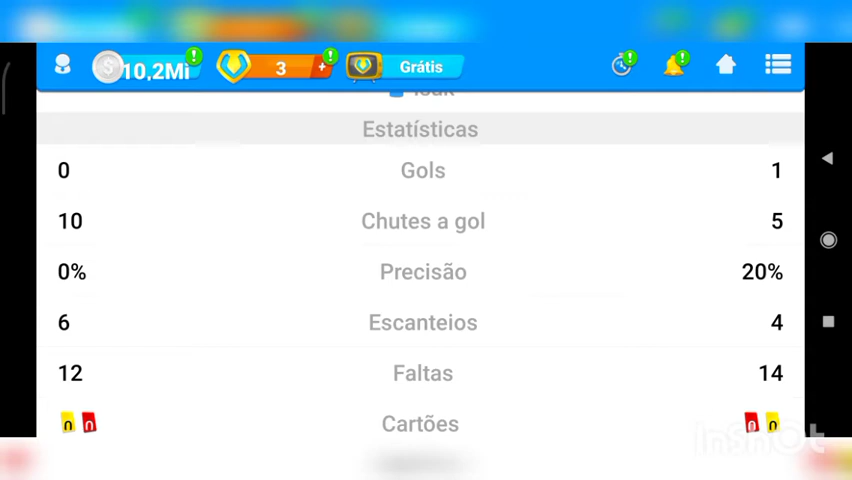 10,2Mi 3 + Grátis
Estatísticas
0 Gols 1
10 Chutes a gol 5
0% Precisão 20%
6 Escanteios 4
12 Faltas 14
0 0 Cartões 0 0
InShOt